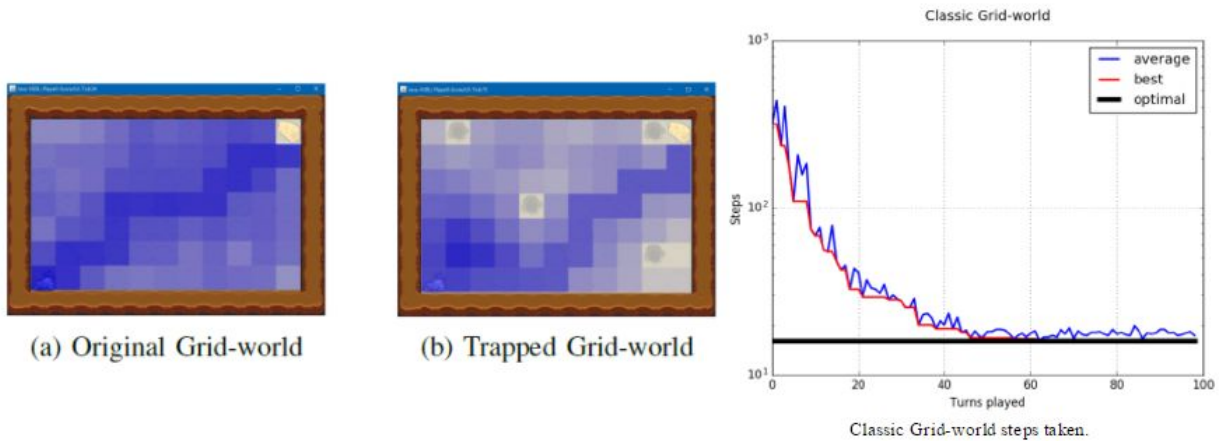 (a) Original Grid-world
(b) Trapped Grid-world
Classic Grid-world
10³
10²
10¹
Steps
average
best
optimal
0
20
40
60
80
100
Turns played
Classic Grid-world steps taken.